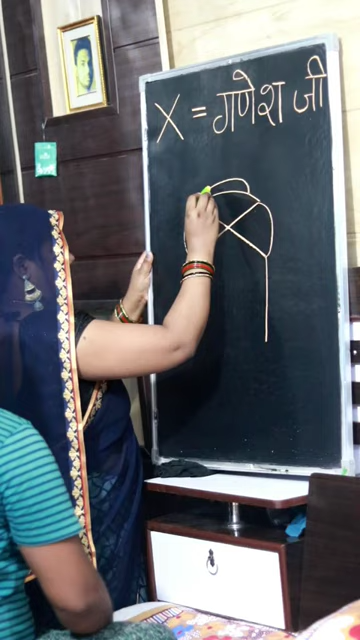 X = गणेश जी